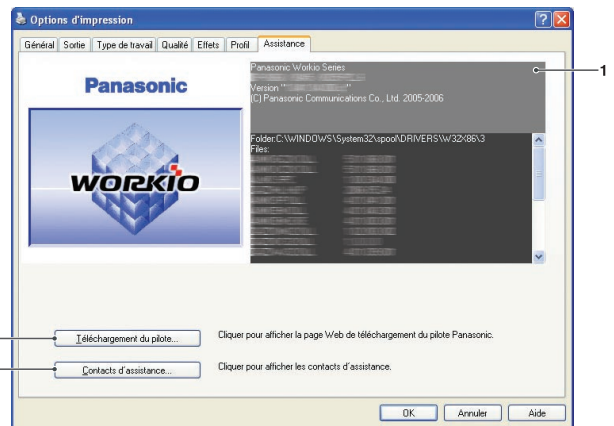 Options d'impression
Général Sortie Type de travail Qualité Effets Profil Assistance
Panasonic
WORKIO
Panasonic Workio Series
Version "
"
(C) Panasonic Communications Co., Ltd. 2005-2006
1
Folder:C:\WINDOWS\System32\spool\DRIVERS\W32X86\3
Files:
Téléchargement du pilote...
Cliquer pour afficher la page Web de téléchargement du pilote Panasonic.
Contacts d'assistance...
Cliquer pour afficher les contacts d'assistance.
OK Annuler Aide